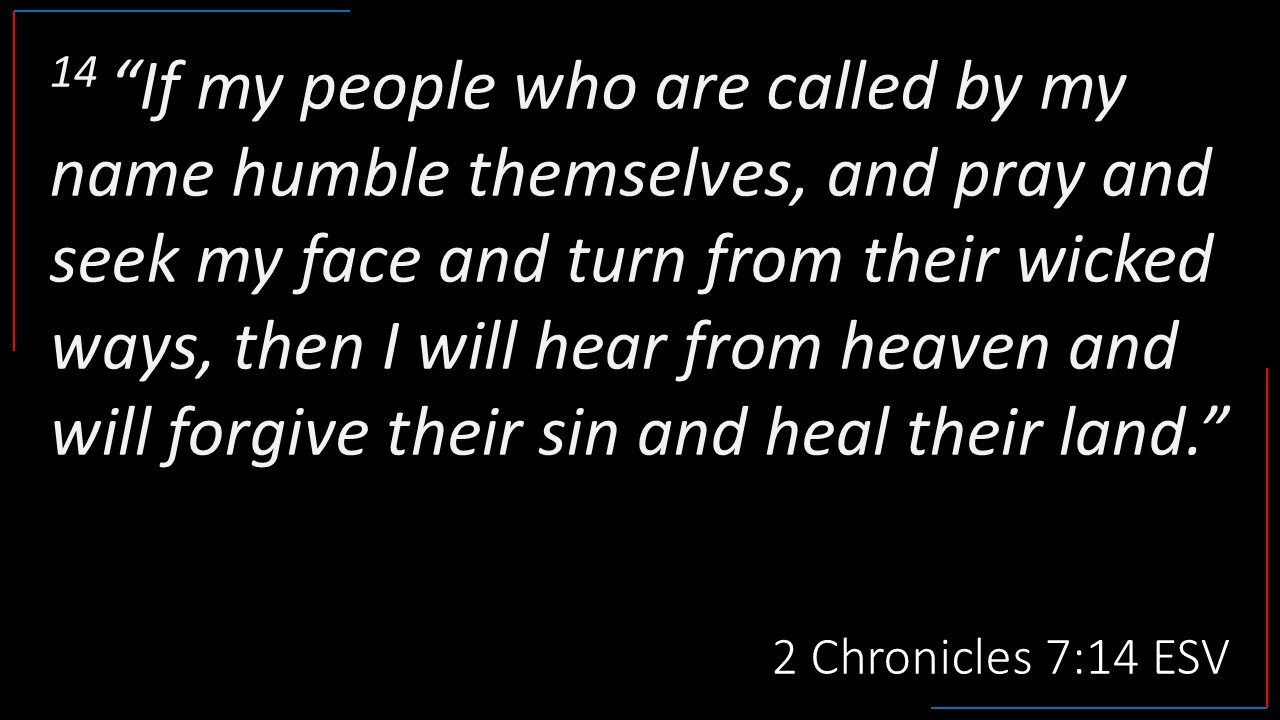 14 “If my people who are called by my
name humble themselves, and pray and
seek my face and turn from their wicked
ways, then I will hear from heaven and
will forgive their sin and heal their land.”
2 Chronicles 7:14 ESV